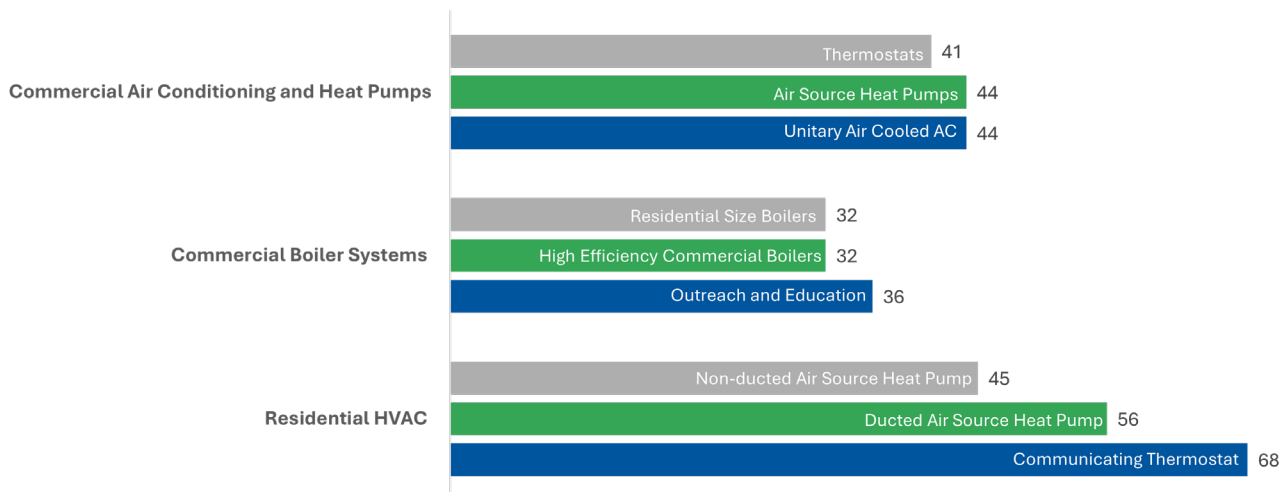 Thermostats 41
Commercial Air Conditioning and Heat Pumps
Air Source Heat Pumps 44
Unitary Air Cooled AC 44
Residential Size Boilers 32
Commercial Boiler Systems
High Efficiency Commercial Boilers 32
Outreach and Education 36
Non-ducted Air Source Heat Pump 45
Residential HVAC
Ducted Air Source Heat Pump 56
Communicating Thermostat 68